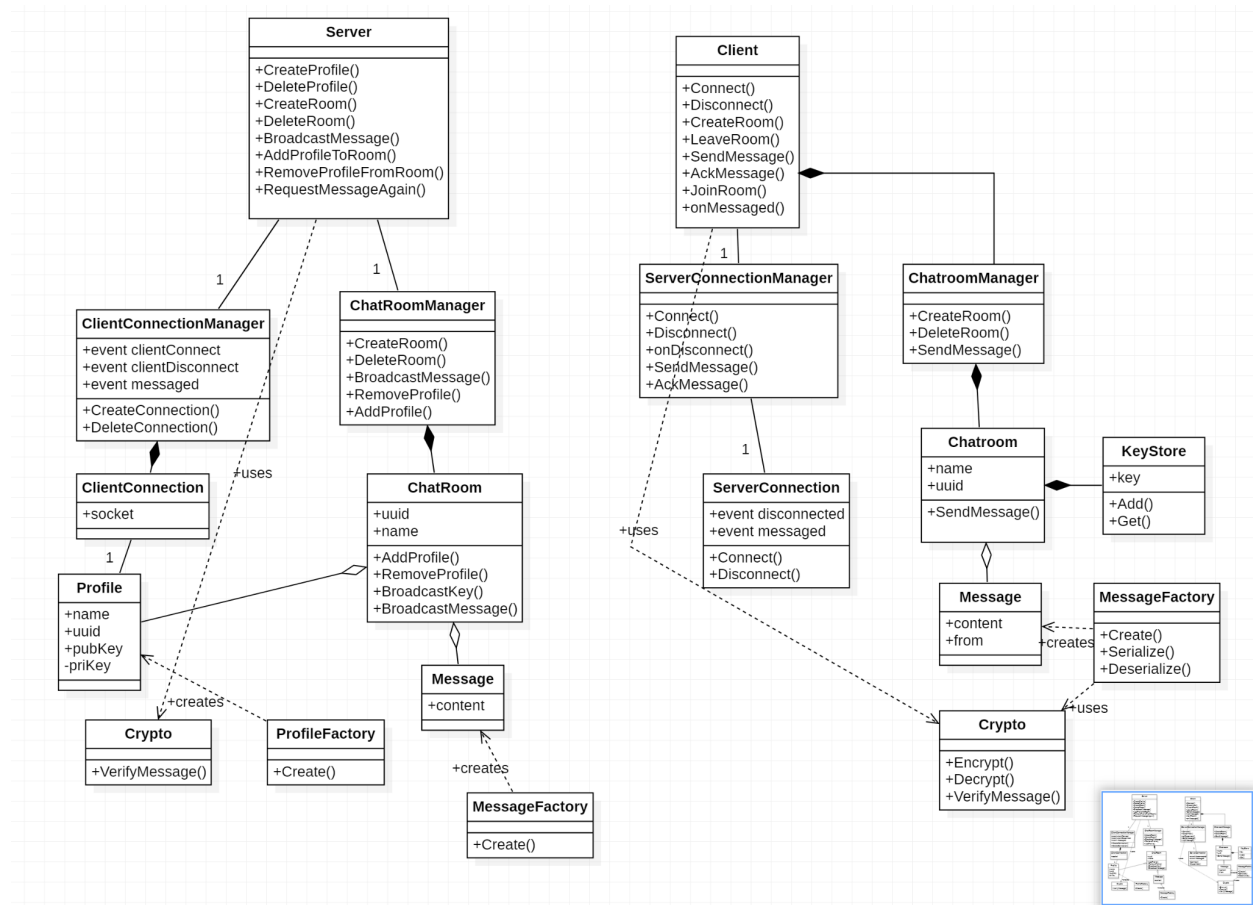 Server
+CreateProfile()
+DeleteProfile()
+CreateRoom()
+DeleteRoom()
+BroadcastMessage()
+AddProfileToRoom()
+RemoveProfileFromRoom()
+RequestMessageAgain()
1
1
ClientConnectionManager
+event clientConnect
+event clientDisconnect
+event messaged
+CreateConnection()
+DeleteConnection()
ChatRoomManager
+CreateRoom()
+DeleteRoom()
+BroadcastMessage()
+RemoveProfile()
+AddProfile()
+uses
ClientConnection
+socket
1
ChatRoom
+uuid
+name
+AddProfile()
+RemoveProfile()
+BroadcastKey()
+BroadcastMessage()
Profile
+name
+uuid
+pubKey
-priKey
+creates
Crypto
+VerifyMessage()
ProfileFactory
+Create()
Message
+content
+creates
MessageFactory
+Create()
Client
+Connect()
+Disconnect()
+CreateRoom()
+LeaveRoom()
+SendMessage()
+AckMessage()
+JoinRoom()
+onMessaged()
1
ServerConnectionManager
+Connect()
+Disconnect()
+onDisconnect()
+SendMessage()
+AckMessage()
ChatroomManager
+CreateRoom()
+DeleteRoom()
+SendMessage()
1
ServerConnection
+event disconnected
+event messaged
+Connect()
+Disconnect()
+uses
Chatroom
+name
+uuid
+SendMessage()
KeyStore
+key
+Add()
+Get()
Message
+content
+from
+creates
MessageFactory
+Create()
+Serialize()
+Deserialize()
+uses
Crypto
+Encrypt()
+Decrypt()
+VerifyMessage()